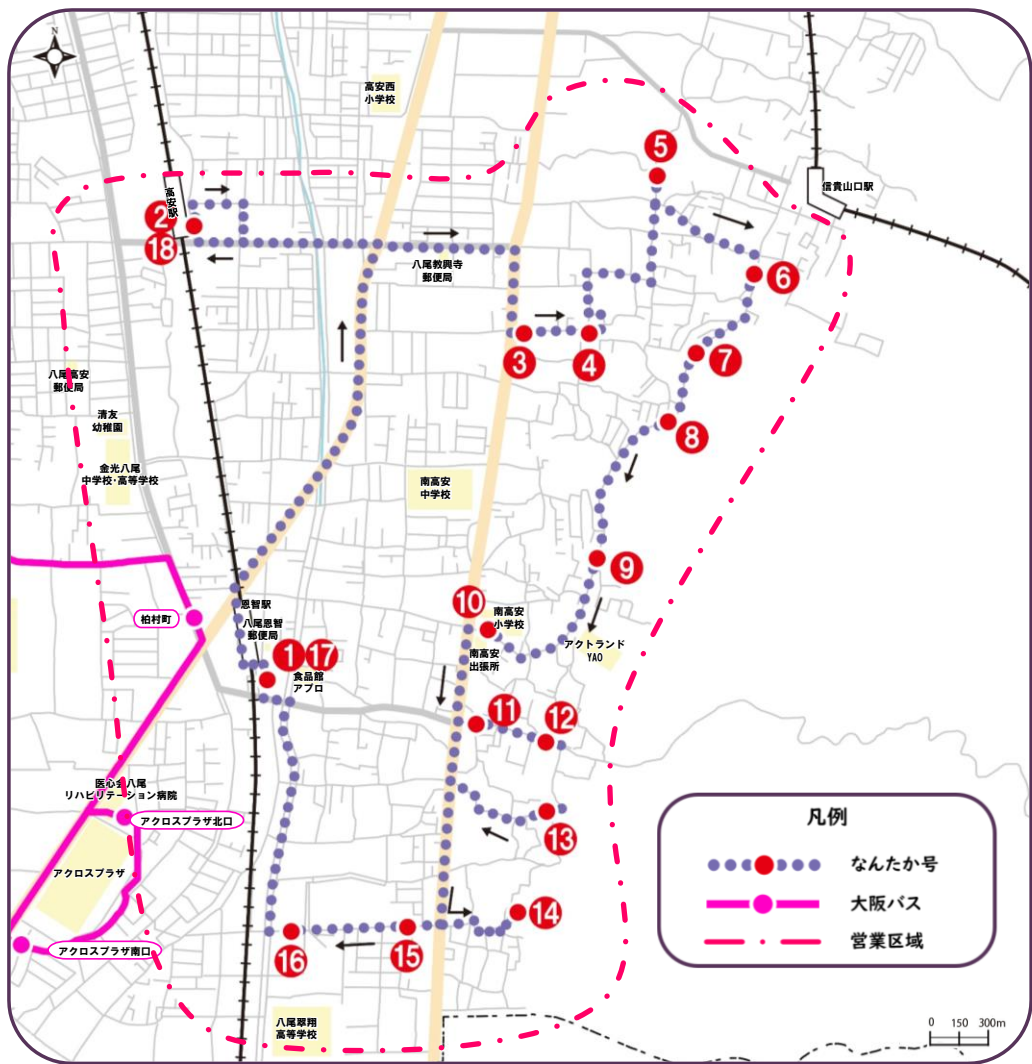 N
高安西
小学校
5
信貴山口駅
高安駅
2
18
八尾教興寺
郵便局
6
3
4
7
八尾高安
郵便局
清友
幼稚園
8
金光八尾
中学校・高等学校
南高安
中学校
9
10
恩智駅
南高安
小学校
柏村町
八尾恩智
郵便局
アクトランド
YAO
1 17
南高安
出張所
食品館
アプロ
11
12
医心会八尾
リハビリテーション病院
アクロスプラザ北口
13
凡例
なんたか号
アクロスプラザ
大阪バス
14
営業区域
アクロスプラザ南口
16
15
八尾翠翔
高等学校
0 150 300m